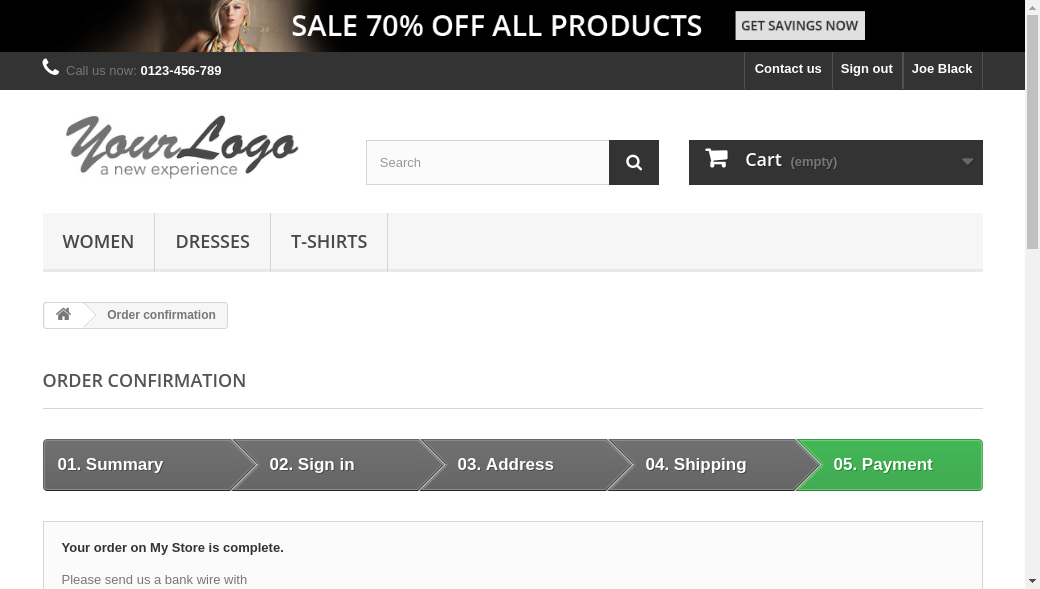 SALE 70% OFF ALL PRODUCTS GET SAVINGS NOW
Call us now: 0123-456-789 Contact us Sign out Joe Black
YourLogo
a new experience
Search
Cart (empty)
WOMEN DRESSES T-SHIRTS
Order confirmation
ORDER CONFIRMATION
01. Summary 02. Sign in 03. Address 04. Shipping 05. Payment
Your order on My Store is complete.
Please send us a bank wire with